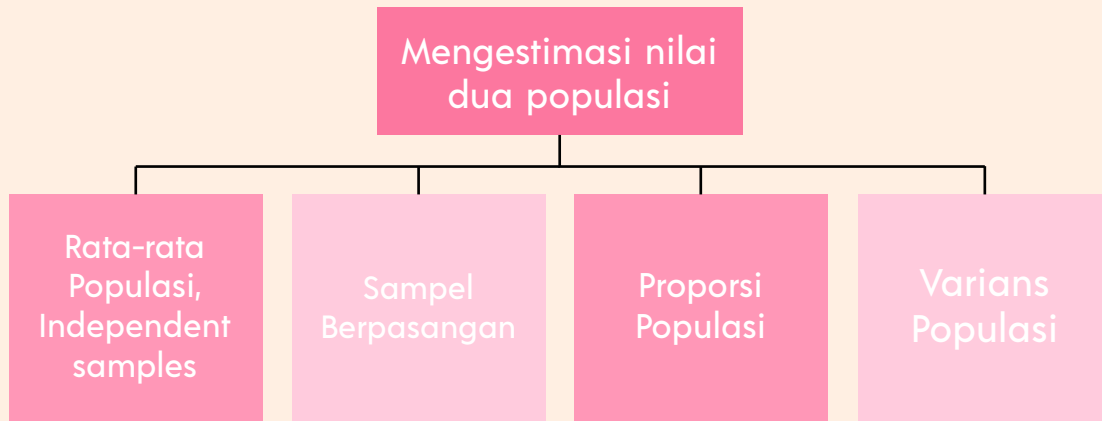 Mengestimasi nilai
dua populasi
Rata-rata
Populasi,
Independent
samples
Sampel
Berpasangan
Proporsi
Populasi
Varians
Populasi